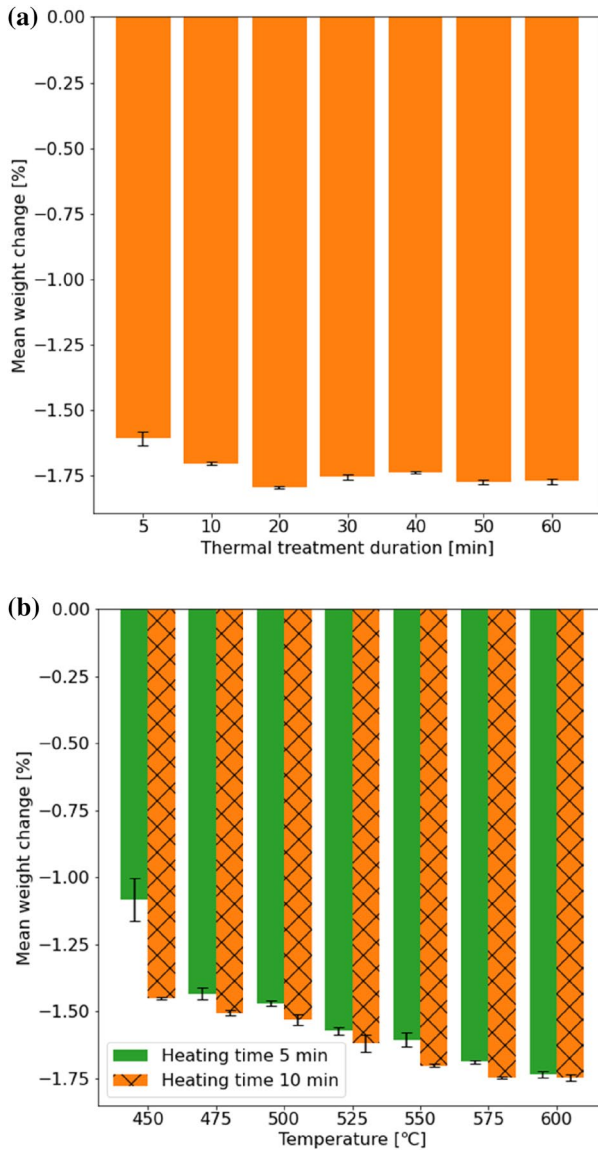 (a)
0.00
−0.25
−0.50
−0.75
−1.00
−1.25
−1.50
−1.75
Mean weight change [%]
5 10 20 30 40 50 60
Thermal treatment duration [min]
(b)
0.00
−0.25
−0.50
−0.75
−1.00
−1.25
−1.50
−1.75
Mean weight change [%]
Heating time 5 min
Heating time 10 min
450 475 500 525 550 575 600
Temperature [℃]